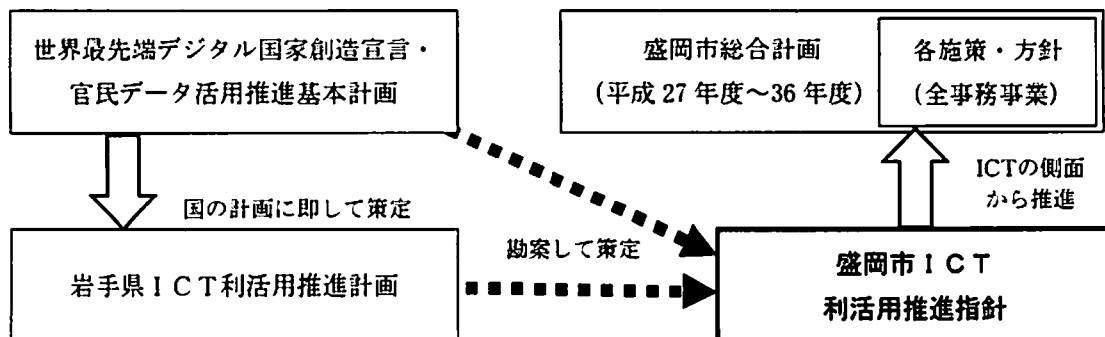 世界最先端デジタル国家創造宣言・
官民データ活用推進基本計画
盛岡市総合計画
(平成 27 年度～36 年度)
各施策・方針
(全事務事業)
国の計画に即して策定
ICTの側面
から推進
岩手県ＩＣＴ利活用推進計画
勘案して策定
盛岡市ＩＣＴ
利活用推進指針